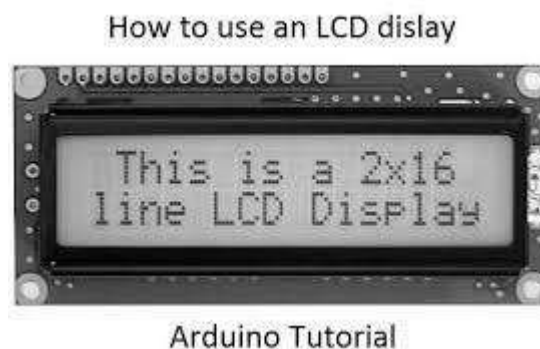 How to use an LCD dislay
This is a 2x16
line LCD Display
Arduino Tutorial